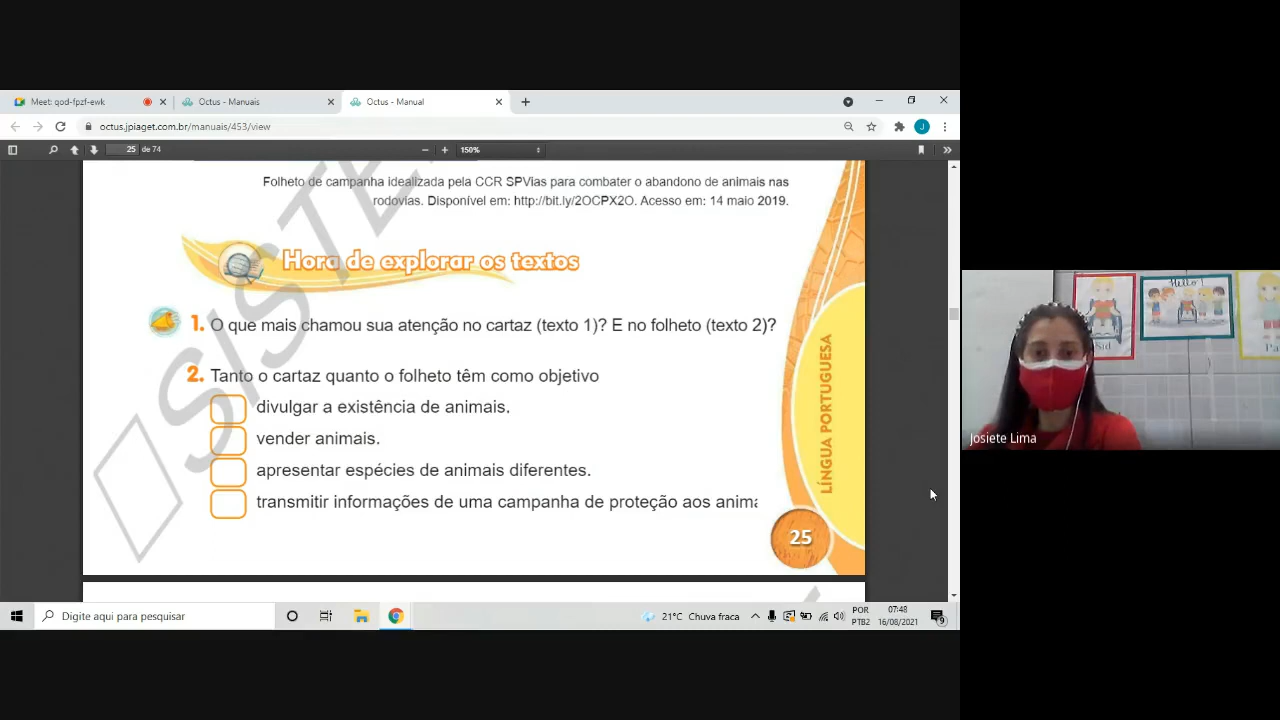 Meet: qod-fpzf-ewk
Octus - Manuais
Octus - Manual
octus.jpiaget.com.br/manuais/453/view
25 de 74
150%
Folheto de campanha idealizada pela CCR SPVias para combater o abandono de animais nas
rodovias. Disponível em: http://bit.ly/2OCPX2O. Acesso em: 14 maio 2019.
Hora de explorar os textos
1. O que mais chamou sua atenção no cartaz (texto 1)? E no folheto (texto 2)?
2. Tanto o cartaz quanto o folheto têm como objetivo
divulgar a existência de animais.
vender animais.
apresentar espécies de animais diferentes.
transmitir informações de uma campanha de proteção aos anima
LÍNGUA PORTUGUESA
25
SISTE
Hello!
Sid
Pa
Josiete Lima
Digite aqui para pesquisar
21°C Chuva fraca
POR
PTB2
07:48
16/08/2021
9
J